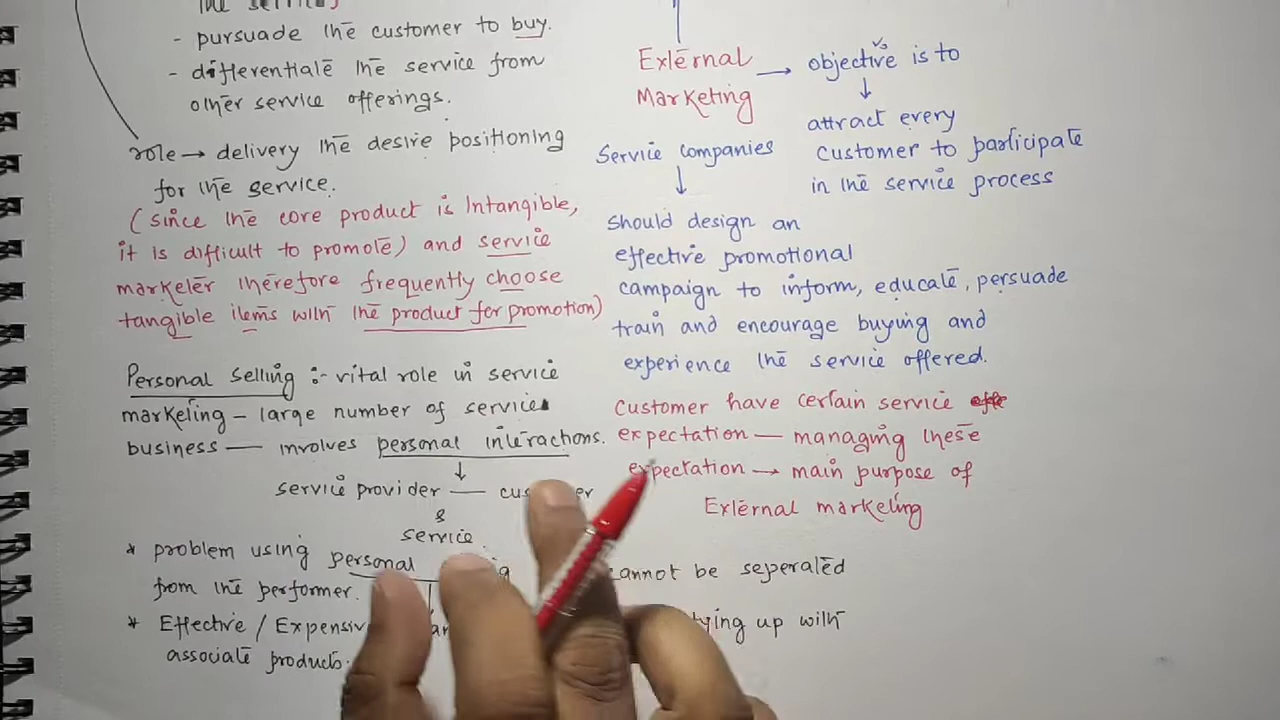 - pursuade the customer to buy.
- differentiate the service from
other service offerings.
role → delivery the desire positioning
for the service.
(since the core product is Intangible,
it is difficult to promote) and service
marketer therefore frequently choose
tangible items with the product for promotion)
Personal selling :- vital role in service
marketing – large number of service
business — involves personal interactions.
↓
service provider —
&
service
* problem using personal
from the performer.
* Effective /
associate products.
External
Marketing → objective is to
↓
attract every
customer to participate
in the service process
Service companies
↓
should design an
effective promotional
campaign to inform, educate, persuade
train and encourage buying and
experience the service offered.
customer have certain service
expectation — managing these
expectation → main purpose of
External marketing
cannot be seperated
tying up with